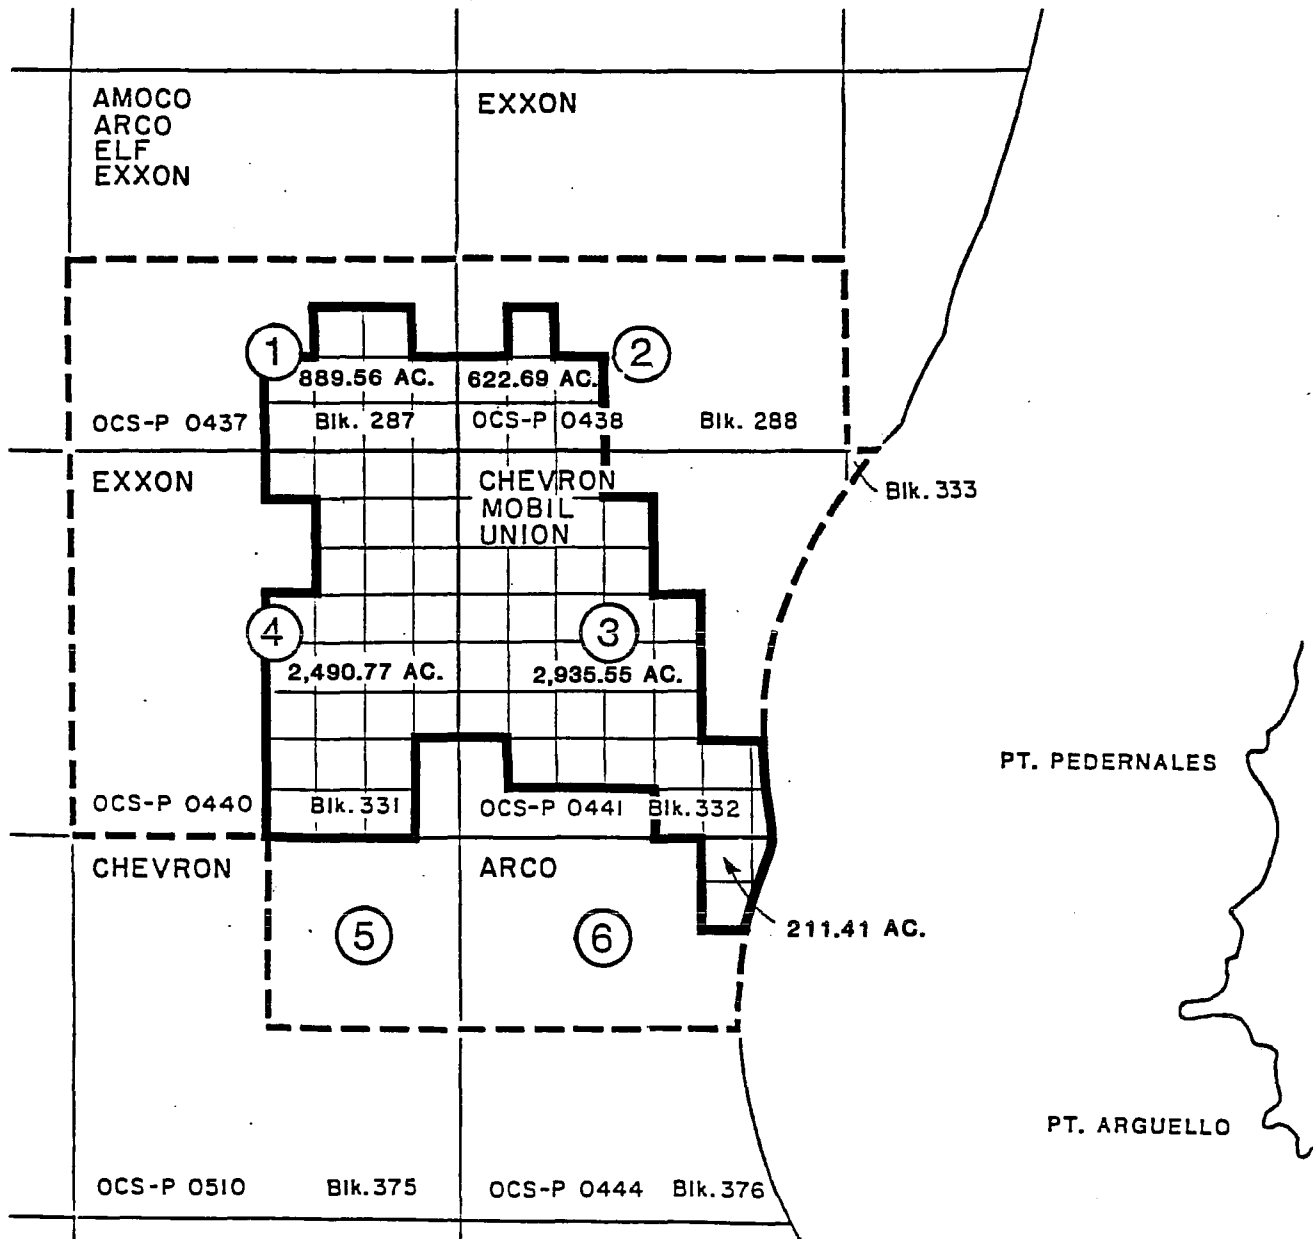 AMOCO
ARCO
ELF
EXXON
EXXON
1
2
889.56 AC.
622.69 AC.
OCS-P 0437
Blk. 287
OCS-P 0438
Blk. 288
EXXON
CHEVRON
MOBIL
UNION
Blk. 333
4
3
2,490.77 AC.
2,935.55 AC.
PT. PEDERNALES
OCS-P 0440
Blk. 331
OCS-P 0441
Blk. 332
CHEVRON
ARCO
5
6
211.41 AC.
PT. ARGUELLO
OCS-P 0510
Blk. 375
OCS-P 0444
Blk. 376